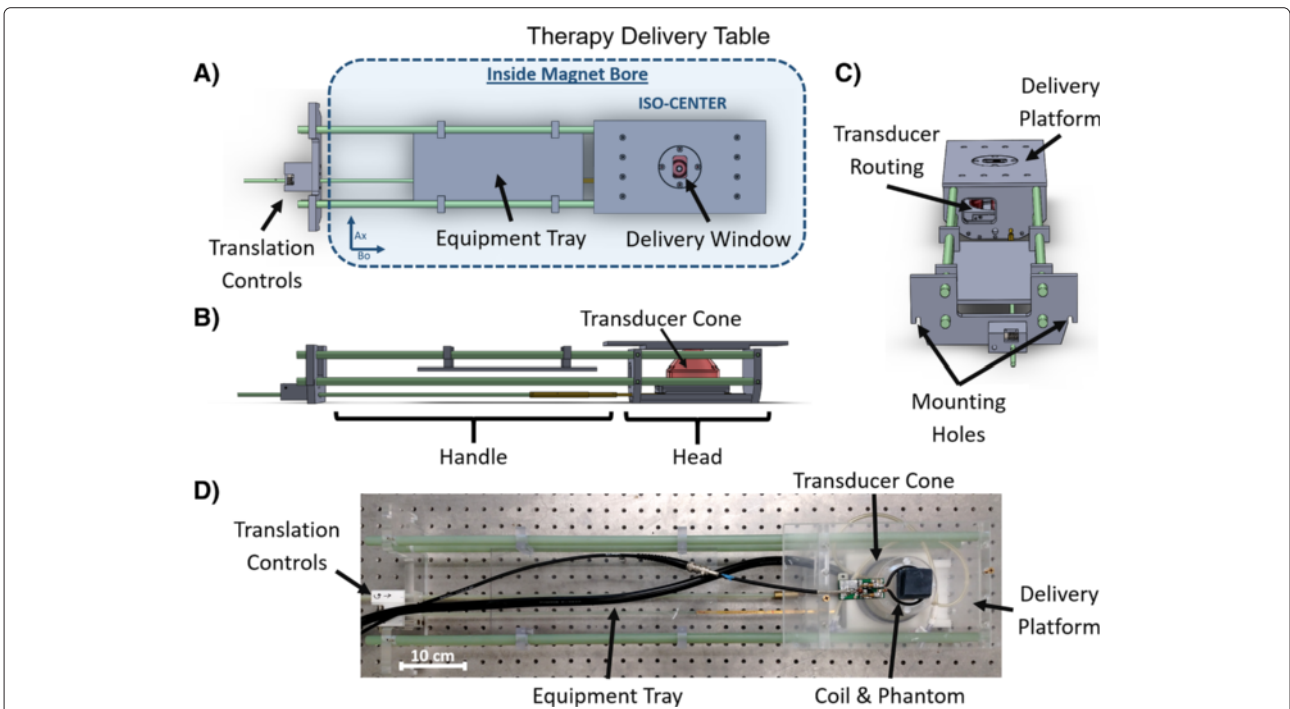 Therapy Delivery Table
A)
Inside Magnet Bore
ISO-CENTER
Ax
Bo
Translation
Controls
Equipment Tray
Delivery Window
B)
Transducer Cone
Handle
Head
C)
Delivery
Platform
Transducer
Routing
Mounting
Holes
D)
Transducer Cone
Translation
Controls
Delivery
Platform
10 cm
Equipment Tray
Coil & Phantom